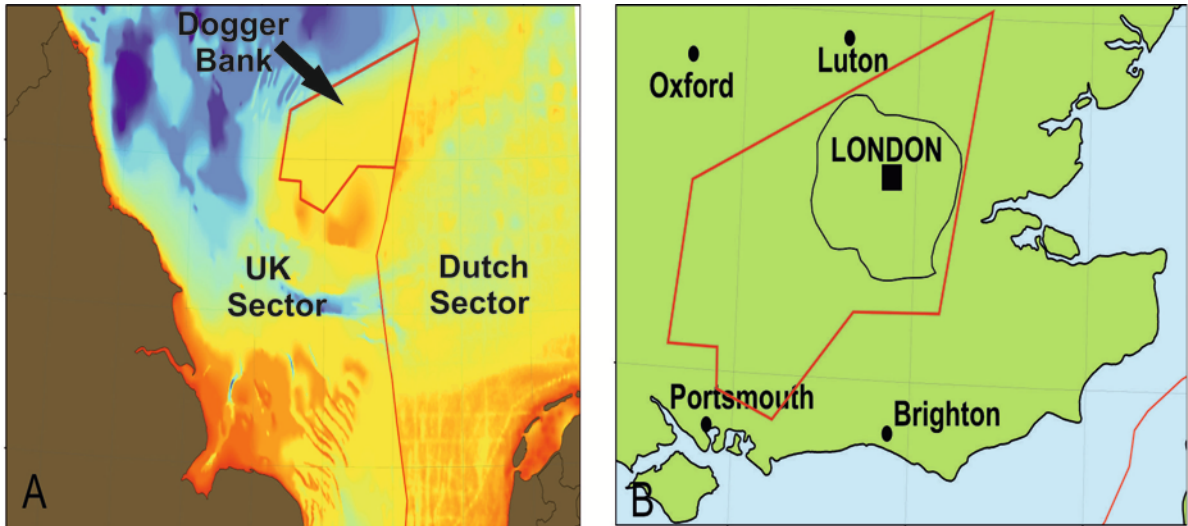 Dogger
Bank
UK
Sector
Dutch
Sector
A
Oxford
Luton
LONDON
Portsmouth
Brighton
B